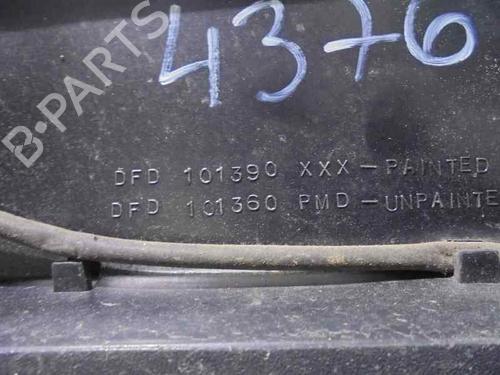 4376
B-PARTS
DFD 101390 XXX-PAINTED
DFD 101360 PMD-UNPAINTE